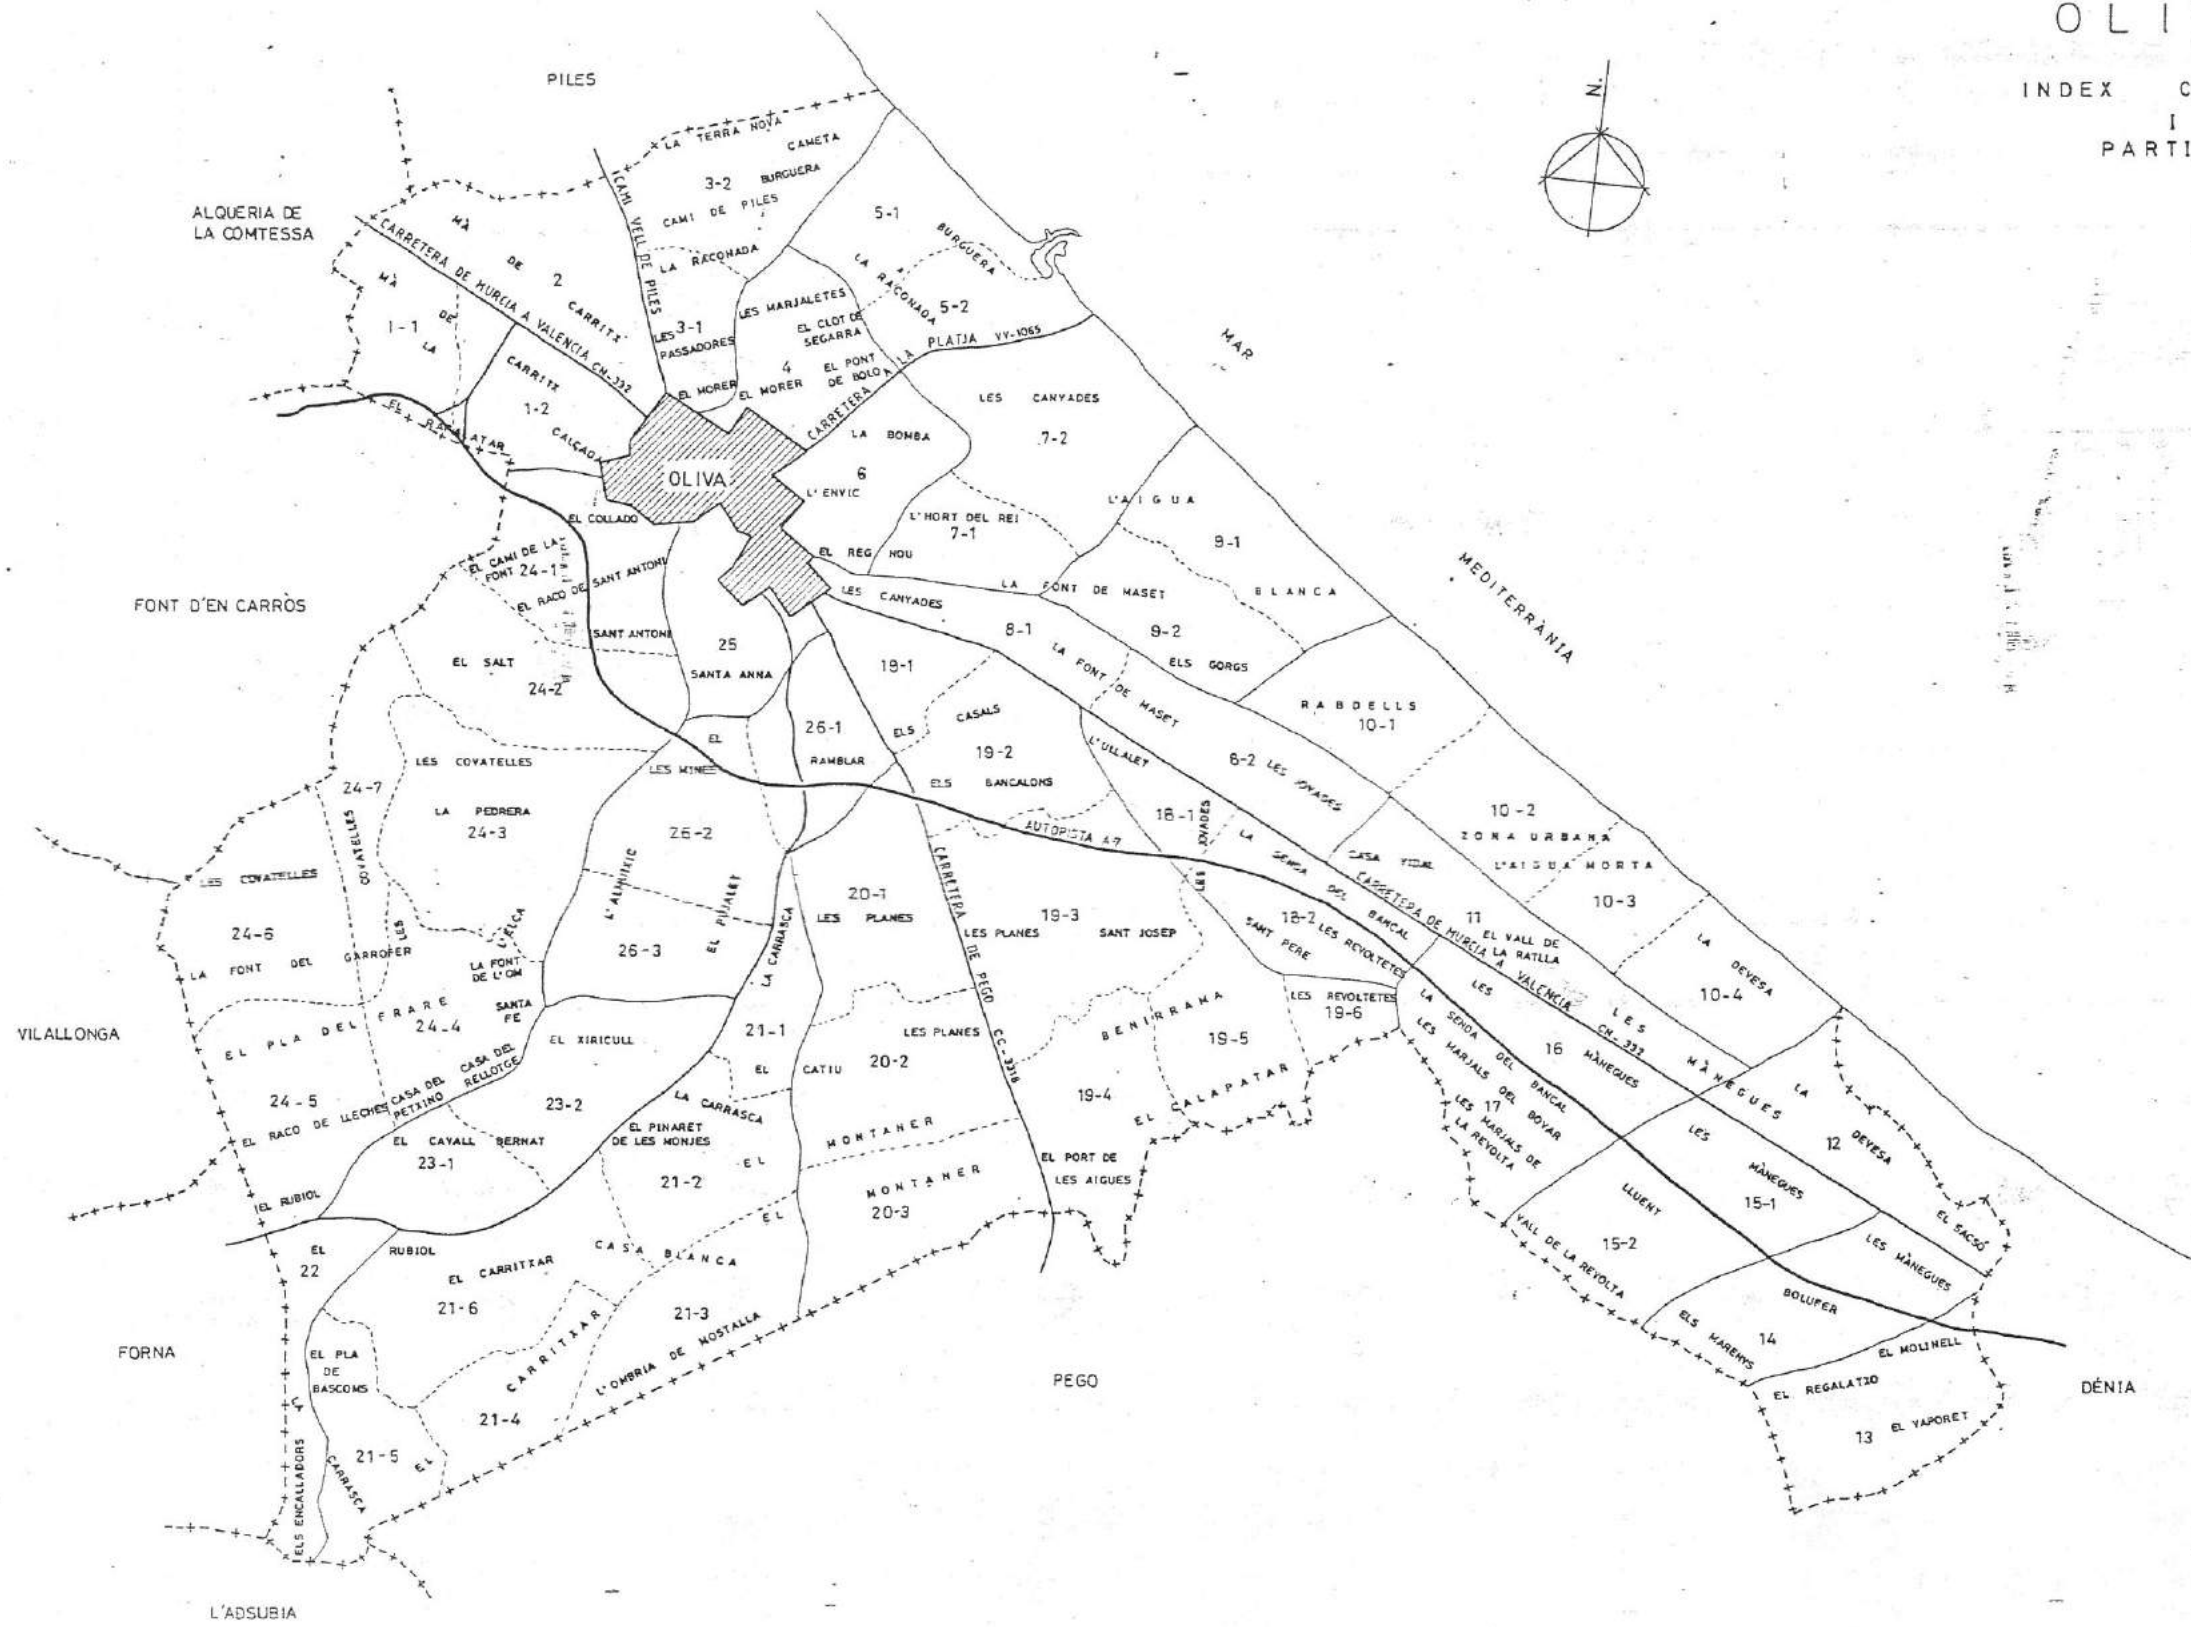 OLI
INDEX C
I
PARTI
N.
PILES
ALQUERIA DE
LA COMTESSA
LA TERRA NOVA
CAMETA
3-2
BURGUERA
CAMI DE PILES
LA RACONADA
CAMI VELL DE PILES
MÀ DE
2
CARRITX
CARRETERA DE MURCIA A VALENCIA CN-332
MÀ DE LA
1-1
CARRITX
1-2
CALÇADA
EL RAFALATAR
5-1
BURGUERA
LA RACONADA
5-2
LES MARJALETES
EL CLOT DE
SEGARRA
LES
3-1
PASSADORES
4
EL PONT
DE BOLO
EL MORER
EL MORER
CARRETERA A LA PLATJA VV-1065
MAR
MEDITERRÀNIA
OLIVA
LA BOMBA
6
L'ENVIC
LES CANYADES
7-2
L'HORT DEL REI
7-1
L'AIGUA
9-1
BLANCA
EL REG NOU
LA FONT DE MASET
LES CANYADES
8-1
9-2
ELS GORGS
LA FONT DE MASET
EL COLLADO
EL CAMI DE LA
FONT 24-1
EL RACO DE SANT ANTONI
SANT ANTONI
25
SANTA ANNA
FONT D'EN CARRÒS
EL SALT
24-2
19-1
ELS CASALS
19-2
ELS BANCALONS
26-1
RAMBLAR
EL
LES MINES
L'ULLALET
RABDELLS
10-1
8-2
LES JOVADES
LES COVATELLES
24-7
LA PEDRERA
24-3
COVATELLES
LES
26-2
18-1
LES JOVADES
AUTOPISTA A-7
LA SENDA DEL BANCAL
CASA VIDAL
10-2
ZONA URBANA
L'AIGUA MORTA
10-3
LES COVATELLES
24-6
LA FONT DEL GARROFER
L'ELCA
LA FONT
DE L'OM
SANTA
FE
L'ALMUIXIC
EL PUJALET
26-3
LA CARRASCA
20-1
LES PLANES
CARRETERA DE PEGO CC-3318
19-3
LES PLANES
SANT JOSEP
18-2
LES REVOLTETES
SANT PERE
CARRETERA DE MURCIA A VALENCIA CN-332
11
EL VALL DE
LA RATLLA
LA DEVESA
10-4
VILALLONGA
EL PLA DEL FRARE
24-4
24-5
EL RACO DE LLECHES
CASA DEL
PETXINO
CASA DEL
RELLOTGE
EL XIRICULL
21-1
EL CATIU
LES PLANES
20-2
BENIRRAMA
19-5
LES REVOLTETES
19-6
19-4
EL CALAPATAR
LES MÀNEGUES
LES
16
MÀNEGUES
LA SENDA DEL BANCAL
LES MARJALS DEL BOVAR
17
LES MARJALS DE
LA REVOLTA
23-2
EL CAVALL BERNAT
23-1
LA CARRASCA
EL PINARET
DE LES MONJES
21-2
EL MONTANER
EL MONTANER
20-3
EL PORT DE
LES AIGUES
LA DEVESA
12
LES MÀNEGUES
15-1
LLUENT
15-2
VALL DE LA REVOLTA
EL SACSÓ
LES MÀNEGUES
EL RUBIOL
EL
22
RUBIOL
EL CARRITXAR
21-6
CASA BLANCA
21-3
L'OMBRIA DE MOSTALLA
BOLUFER
14
ELS MARENYS
EL MOLINELL
EL REGALATXO
13
EL VAPORET
FORNA
EL PLA
DE
BASCOMS
LA CARRASCA
21-5
EL CARRITXAR
21-4
ELS ENCALLADORS
PEGO
DÉNIA
L'ADSUBIA